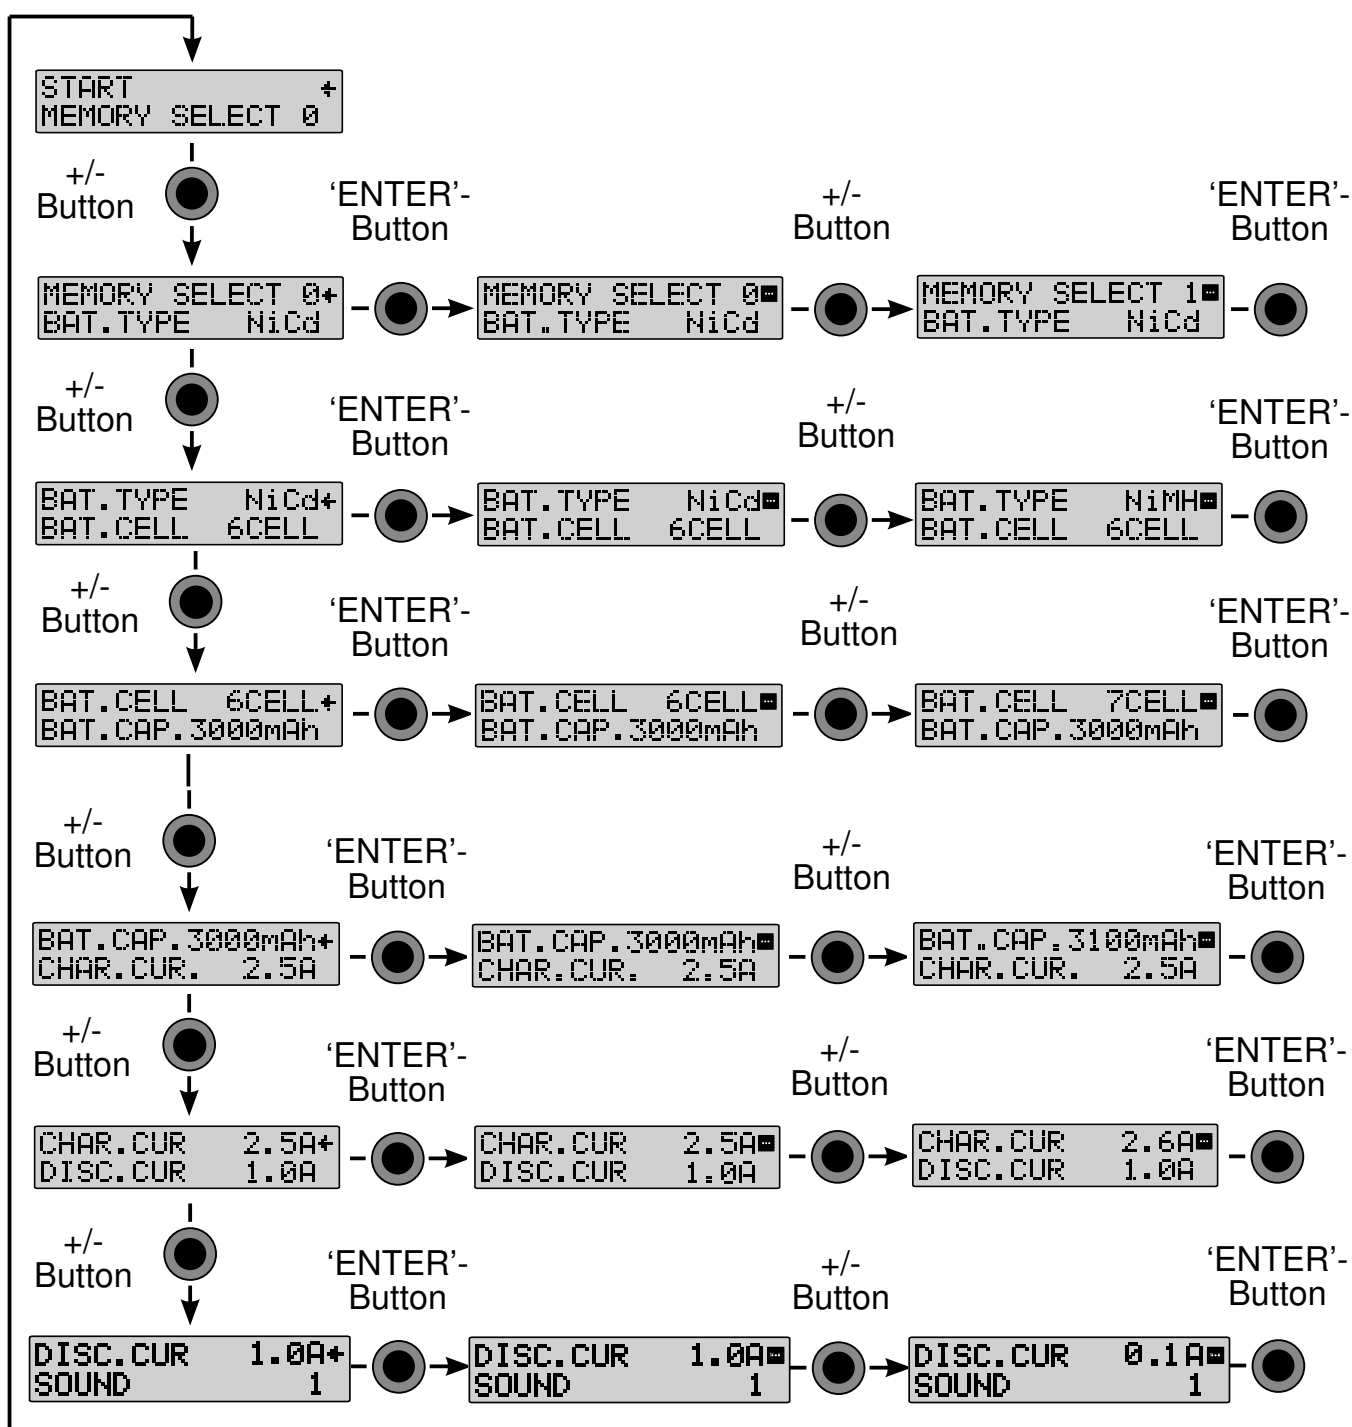 START ←
MEMORY SELECT 0
+/-
Button
‘ENTER’-
Button
+/-
Button
‘ENTER’-
Button
MEMORY SELECT 0←
BAT.TYPE NiCd
MEMORY SELECT 0
BAT.TYPE NiCd
MEMORY SELECT 1
BAT.TYPE NiCd
+/-
Button
‘ENTER’-
Button
+/-
Button
‘ENTER’-
Button
BAT.TYPE NiCd←
BAT.CELL 6CELL
BAT.TYPE NiCd
BAT.CELL 6CELL
BAT.TYPE NiMH
BAT.CELL 6CELL
+/-
Button
‘ENTER’-
Button
+/-
Button
‘ENTER’-
Button
BAT.CELL 6CELL←
BAT.CAP.3000mAh
BAT.CELL 6CELL
BAT.CAP.3000mAh
BAT.CELL 7CELL
BAT.CAP.3000mAh
+/-
Button
‘ENTER’-
Button
+/-
Button
‘ENTER’-
Button
BAT.CAP.3000mAh←
CHAR.CUR. 2.5A
BAT.CAP.3000mAh
CHAR.CUR. 2.5A
BAT.CAP.3100mAh
CHAR.CUR. 2.5A
+/-
Button
‘ENTER’-
Button
+/-
Button
‘ENTER’-
Button
CHAR.CUR 2.5A←
DISC.CUR 1.0A
CHAR.CUR 2.5A
DISC.CUR 1.0A
CHAR.CUR 2.6A
DISC.CUR 1.0A
+/-
Button
‘ENTER’-
Button
+/-
Button
‘ENTER’-
Button
DISC.CUR 1.0A←
SOUND 1
DISC.CUR 1.0A
SOUND 1
DISC.CUR 0.1A
SOUND 1